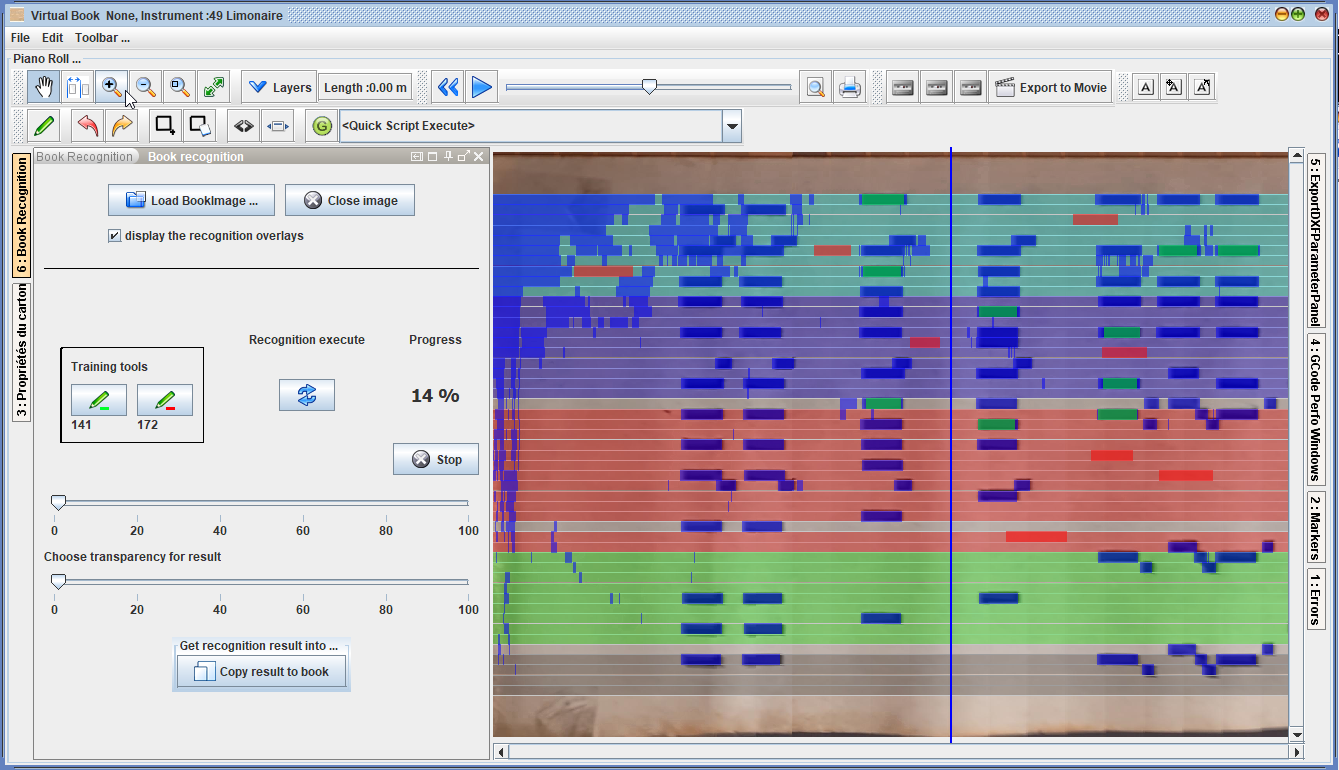 Virtual Book None, Instrument :49 Limonaire
File Edit Toolbar ...
Piano Roll ...
Layers
Length :0.00 m
Export to Movie
A
A
A
G
<Quick Script Execute>
6 : Book Recognition
3 : Propriétés du carton
Book Recognition
Book recognition
Load BookImage ...
Close image
display the recognition overlays
Recognition execute
Progress
Training tools
141
172
14 %
Stop
0 20 40 60 80 100
Choose transparency for result
0 20 40 60 80 100
Get recognition result into ...
Copy result to book
5 : ExportDXFParameterPanel
4 : GCode Perfo Windows
2 : Markers
1 : Errors